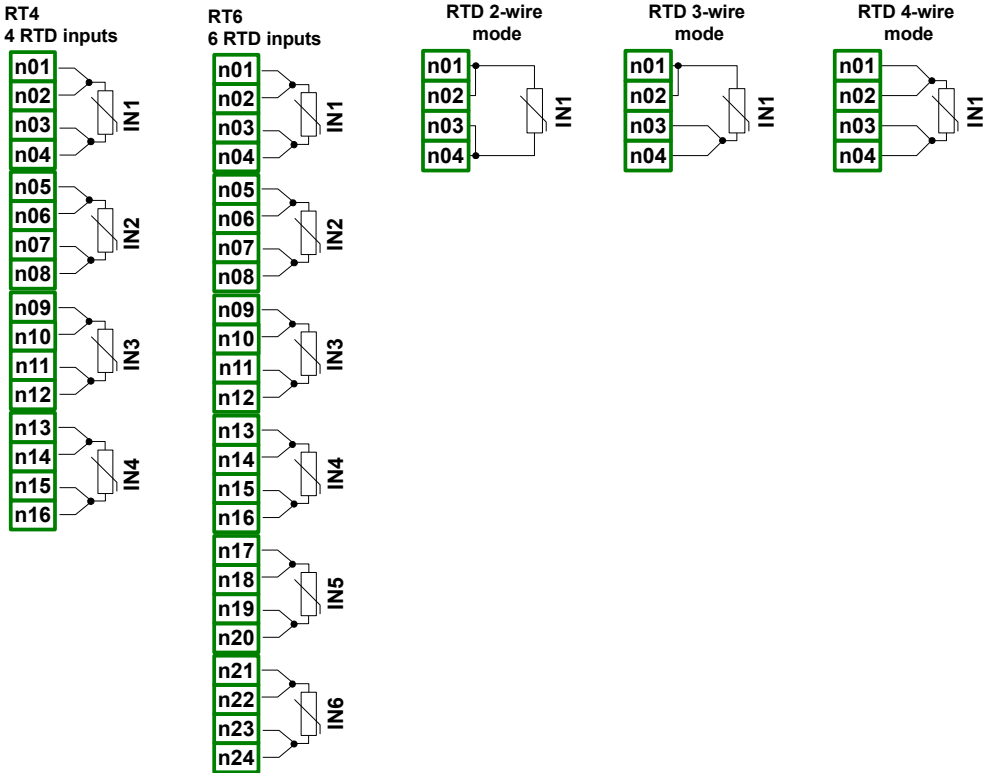 RT4
4 RTD inputs
n01
n02
n03
n04
IN1
n05
n06
n07
n08
IN2
n09
n10
n11
n12
IN3
n13
n14
n15
n16
IN4
RT6
6 RTD inputs
n01
n02
n03
n04
IN1
n05
n06
n07
n08
IN2
n09
n10
n11
n12
IN3
n13
n14
n15
n16
IN4
n17
n18
n19
n20
IN5
n21
n22
n23
n24
IN6
RTD 2-wire
mode
n01
n02
n03
n04
IN1
RTD 3-wire
mode
n01
n02
n03
n04
IN1
RTD 4-wire
mode
n01
n02
n03
n04
IN1